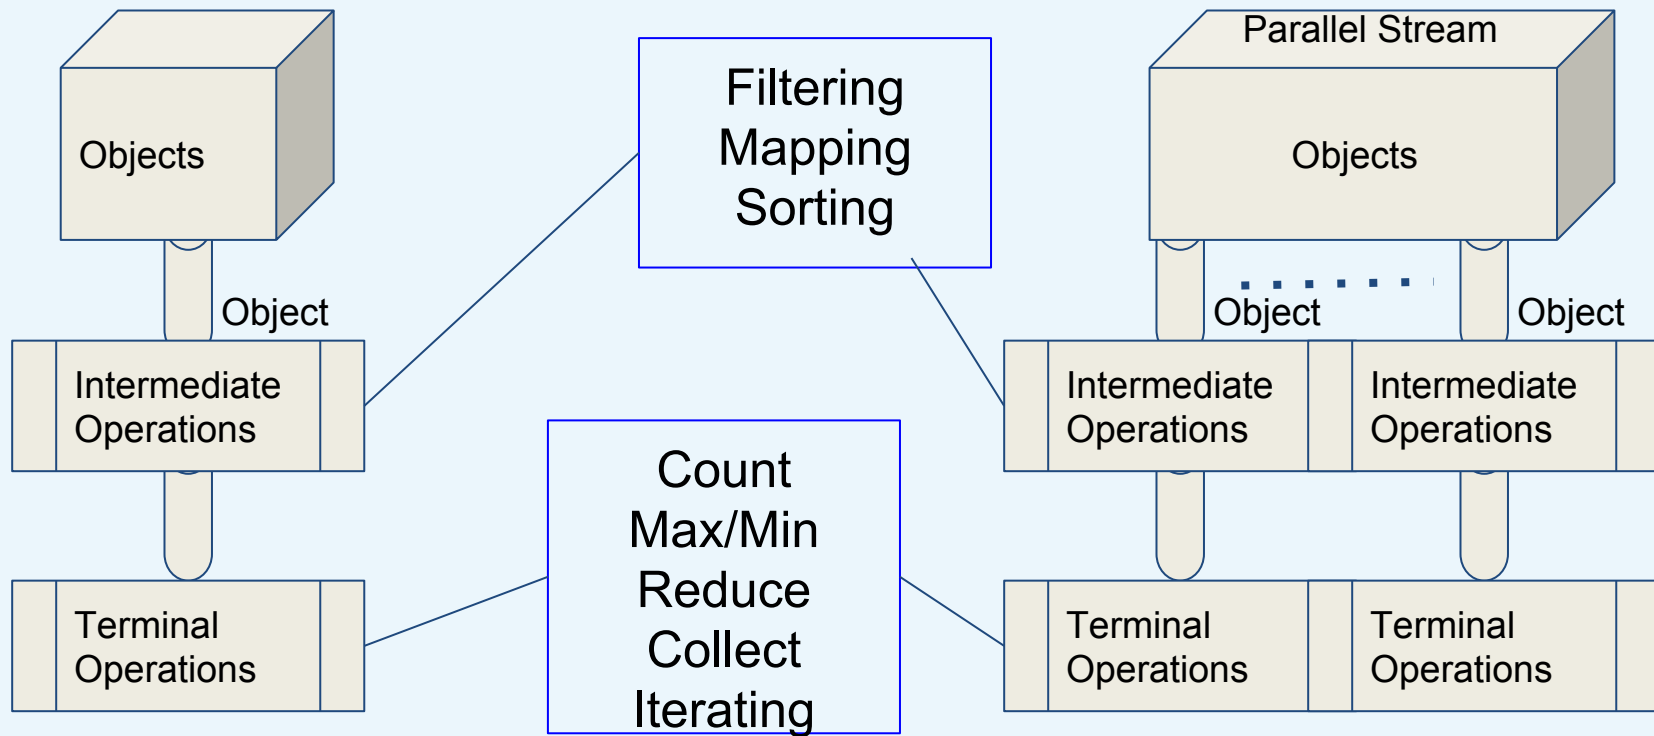 Objects
Object
Intermediate
Operations
Terminal
Operations
Filtering
Mapping
Sorting
Count
Max/Min
Reduce
Collect
Iterating
Parallel Stream
Objects
Object
Object
Intermediate
Operations
Intermediate
Operations
Terminal
Operations
Terminal
Operations